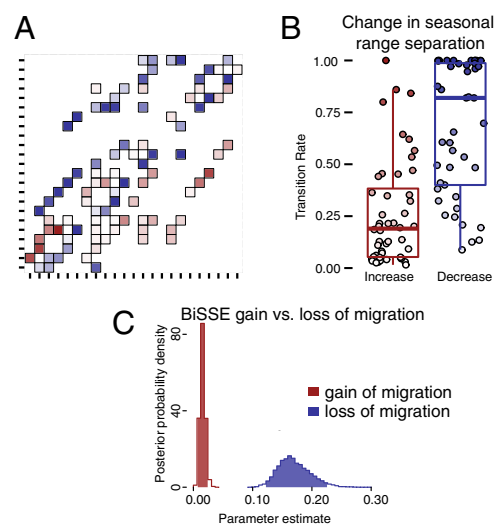 A
B
Change in seasonal
range separation
Transition Rate
1.00
0.75
0.50
0.25
0.00
Increase
Decrease
C
BiSSE gain vs. loss of migration
Posterior probability density
80
40
0
gain of migration
loss of migration
0.00
0.10
0.20
0.30
Parameter estimate